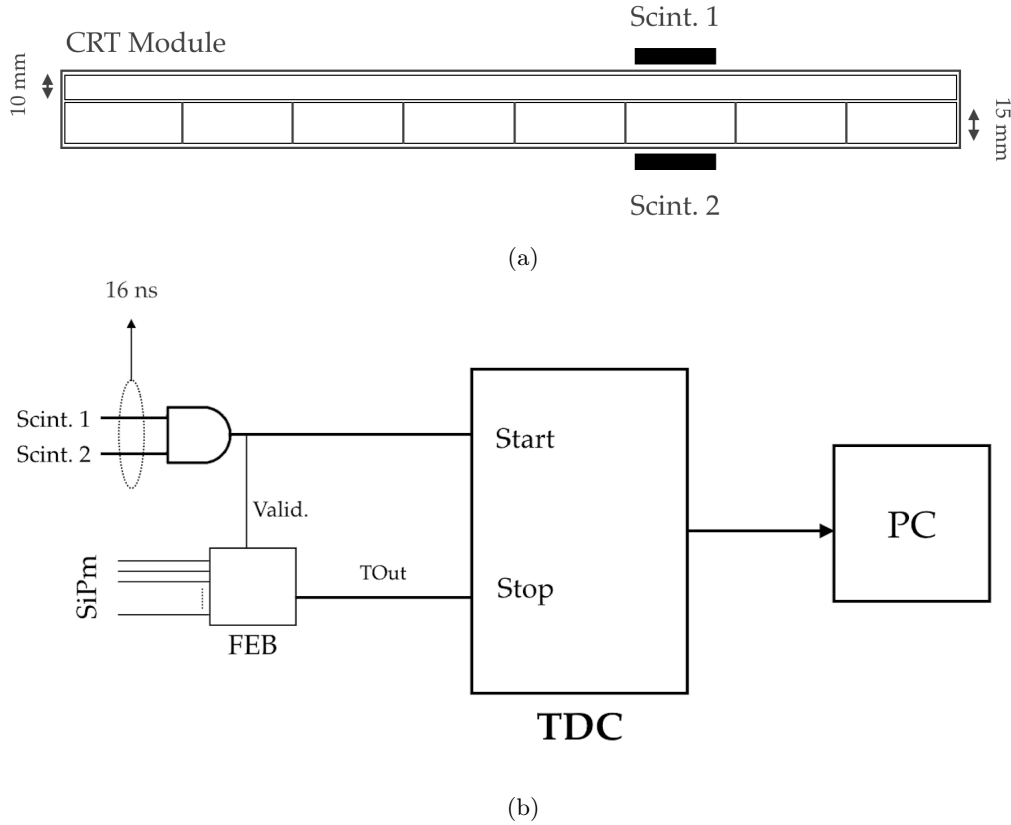 Scint. 1
CRT Module
10 mm
15 mm
Scint. 2
(a)
16 ns
Scint. 1
Scint. 2
Start
Valid.
PC
SiPm
TOut
Stop
FEB
TDC
(b)